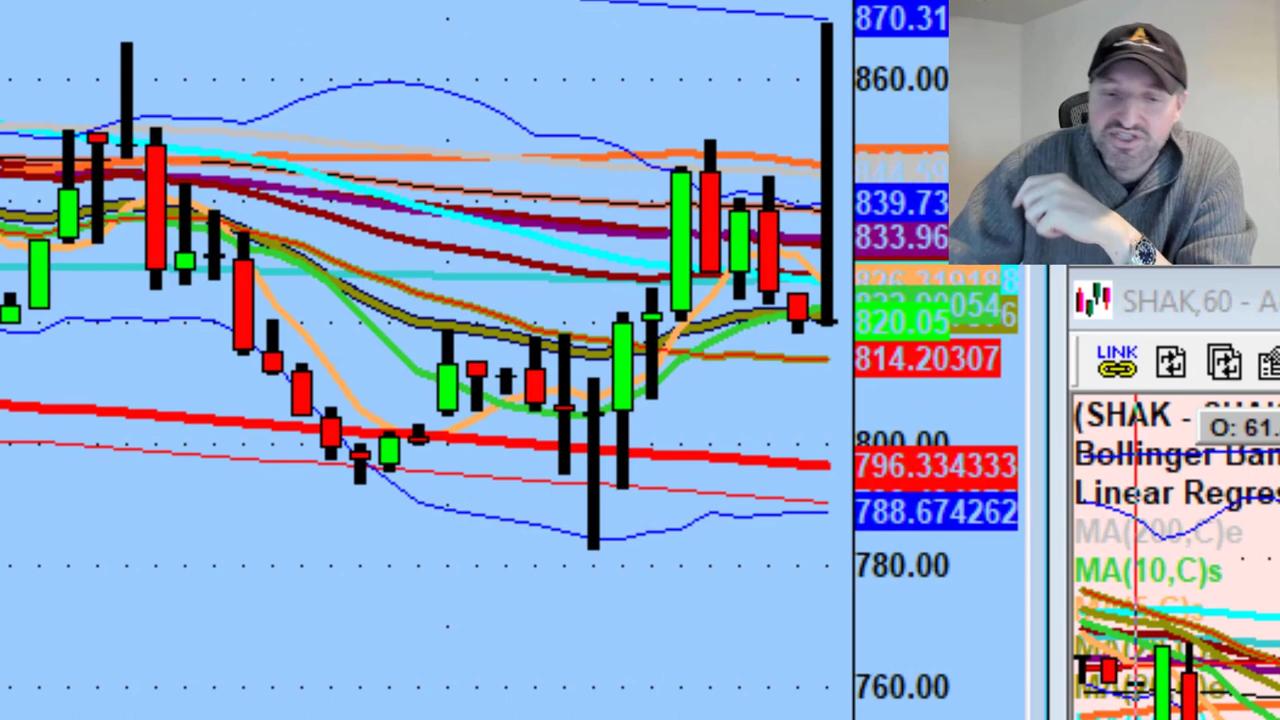 870.31
860.00
839.73
833.96
820.05
814.20307
800.00
796.334333
788.674262
780.00
760.00
SHAK,60 - A
LINK
(SHAK -
O: 61.
Bollinger Ban
Linear Regres
MA(200,C)e
MA(10,C)s